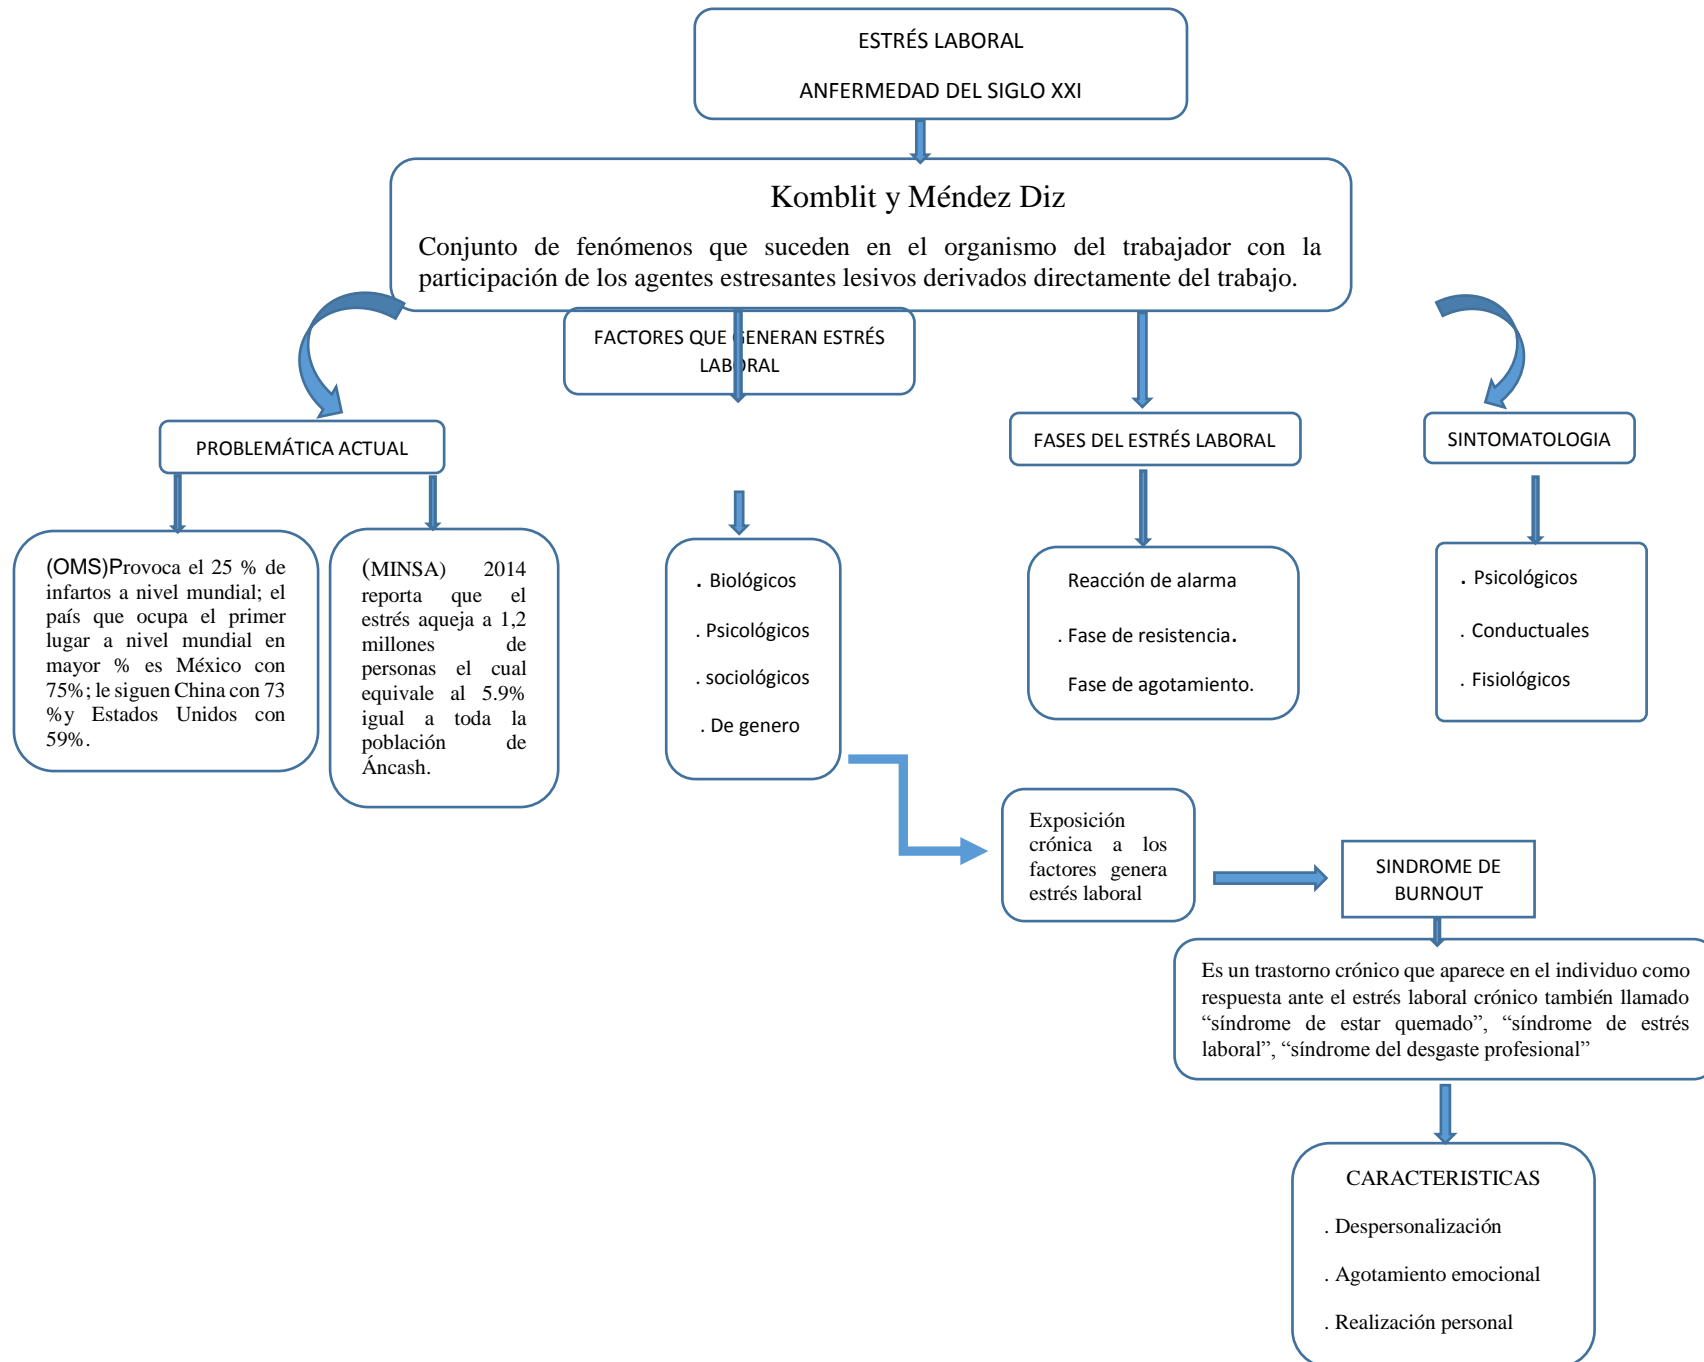 ESTRÉS LABORAL
ANFERMEDAD DEL SIGLO XXI
Komblit y Méndez Diz
Conjunto de fenómenos que suceden en el organismo del trabajador con la
participación de los agentes estresantes lesivos derivados directamente del trabajo.
FACTORES QUE GENERAN ESTRÉS
LABORAL
PROBLEMÁTICA ACTUAL
FASES DEL ESTRÉS LABORAL
SINTOMATOLOGIA
(OMS)Provoca el 25 % de
infartos a nivel mundial; el
país que ocupa el primer
lugar a nivel mundial en
mayor % es México con
75%; le siguen China con 73
%y Estados Unidos con
59%.
(MINSA) 2014
reporta que el
estrés aqueja a 1,2
millones de
personas el cual
equivale al 5.9%
igual a toda la
población de
Áncash.
. Biológicos
. Psicológicos
. sociológicos
. De genero
Reacción de alarma
. Fase de resistencia.
Fase de agotamiento.
. Psicológicos
. Conductuales
. Fisiológicos
Exposición
crónica a los
factores genera
estrés laboral
SINDROME DE
BURNOUT
Es un trastorno crónico que aparece en el individuo como
respuesta ante el estrés laboral crónico también llamado
“síndrome de estar quemado”, “síndrome de estrés
laboral”, “síndrome del desgaste profesional”
CARACTERISTICAS
. Despersonalización
. Agotamiento emocional
. Realización personal